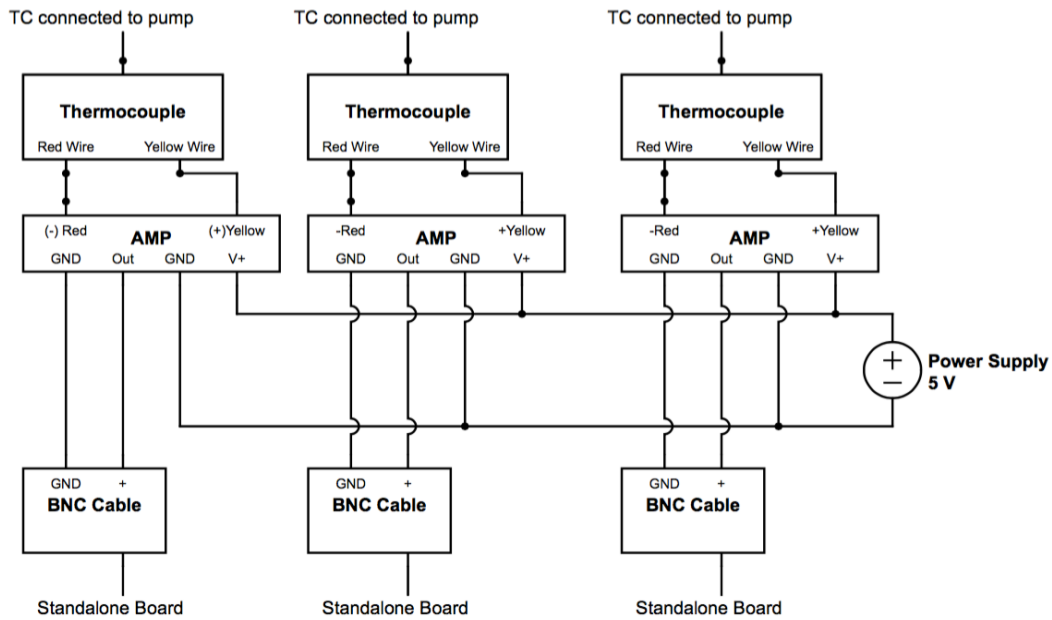 TC connected to pump TC connected to pump TC connected to pump
Thermocouple Thermocouple Thermocouple
Red Wire Yellow Wire Red Wire Yellow Wire Red Wire Yellow Wire
(-) Red (+)Yellow -Red +Yellow -Red +Yellow
AMP AMP AMP
GND Out GND V+ GND Out GND V+ GND Out GND V+
+ Power Supply
− 5 V
GND + GND + GND +
BNC Cable BNC Cable BNC Cable
Standalone Board Standalone Board Standalone Board